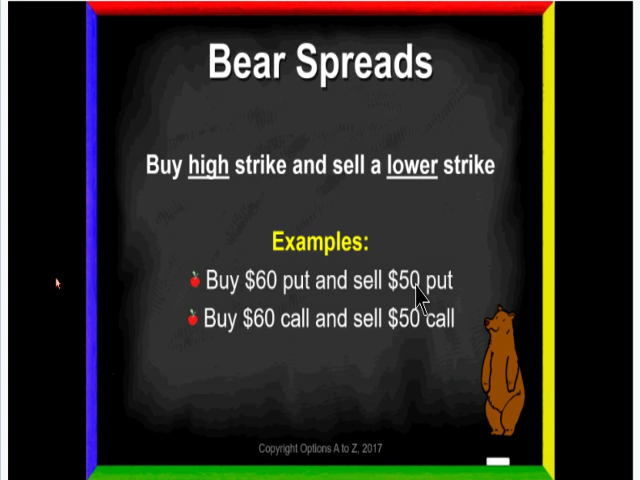 Bear Spreads
Buy high strike and sell a lower strike
Examples:
Buy $60 put and sell $50 put
Buy $60 call and sell $50 call
Copyright Options A to Z, 2017